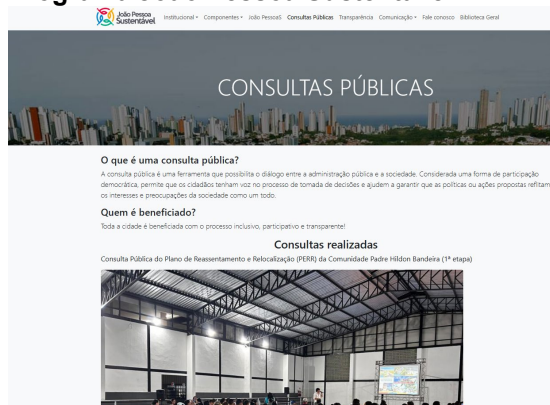 João Pessoa
Sustentável
Institucional Componentes João PessoaS Consultas Públicas Transparência Comunicação Fale conosco Biblioteca Geral
CONSULTAS PÚBLICAS
O que é uma consulta pública?
A consulta pública é uma ferramenta que possibilita o diálogo entre a administração pública e a sociedade. Considerada uma forma de participação
democrática, permite que os cidadãos tenham voz no processo de tomada de decisões e ajudem a garantir que as políticas ou ações propostas reflitam
os interesses e preocupações da sociedade como um todo.
Quem é beneficiado?
Toda a cidade é beneficiada com o processo inclusivo, participativo e transparente!
Consultas realizadas
Consulta Pública do Plano de Reassentamento e Relocalização (PERR) da Comunidade Padre Hildon Bandeira (1ª etapa)